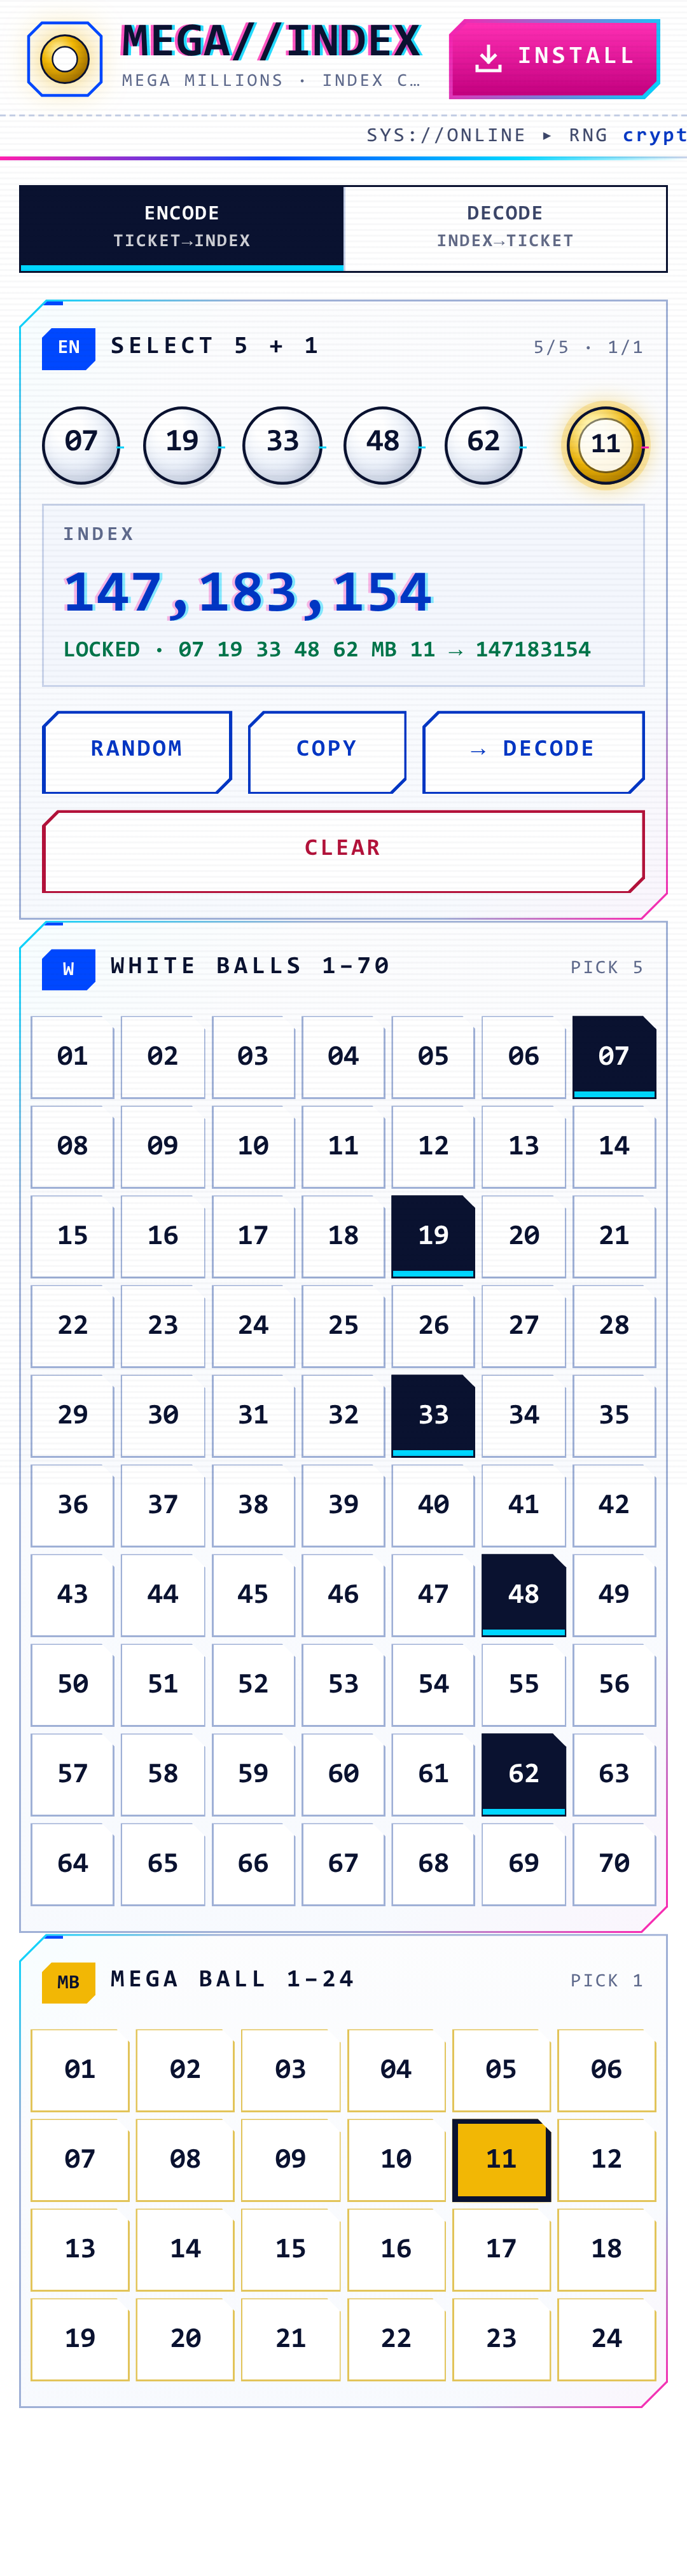 MEGA//INDEX
MEGA MILLIONS · INDEX C…
INSTALL
SYS://ONLINE ▸ RNG crypt
ENCODE
TICKET→INDEX
DECODE
INDEX→TICKET
EN SELECT 5 + 1 5/5 · 1/1
07 19 33 48 62 11
INDEX
147,183,154
LOCKED · 07 19 33 48 62 MB 11 → 147183154
RANDOM COPY → DECODE
CLEAR
W WHITE BALLS 1–70 PICK 5
01 02 03 04 05 06 07
08 09 10 11 12 13 14
15 16 17 18 19 20 21
22 23 24 25 26 27 28
29 30 31 32 33 34 35
36 37 38 39 40 41 42
43 44 45 46 47 48 49
50 51 52 53 54 55 56
57 58 59 60 61 62 63
64 65 66 67 68 69 70
MB MEGA BALL 1–24 PICK 1
01 02 03 04 05 06
07 08 09 10 11 12
13 14 15 16 17 18
19 20 21 22 23 24